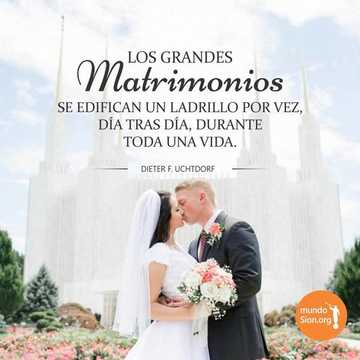 LOS GRANDES
Matrimonios
SE EDIFICAN UN LADRILLO POR VEZ,
DÍA TRAS DÍA, DURANTE
TODA UNA VIDA.
DIETER F. UCHTDORF
mundo
Sion.org